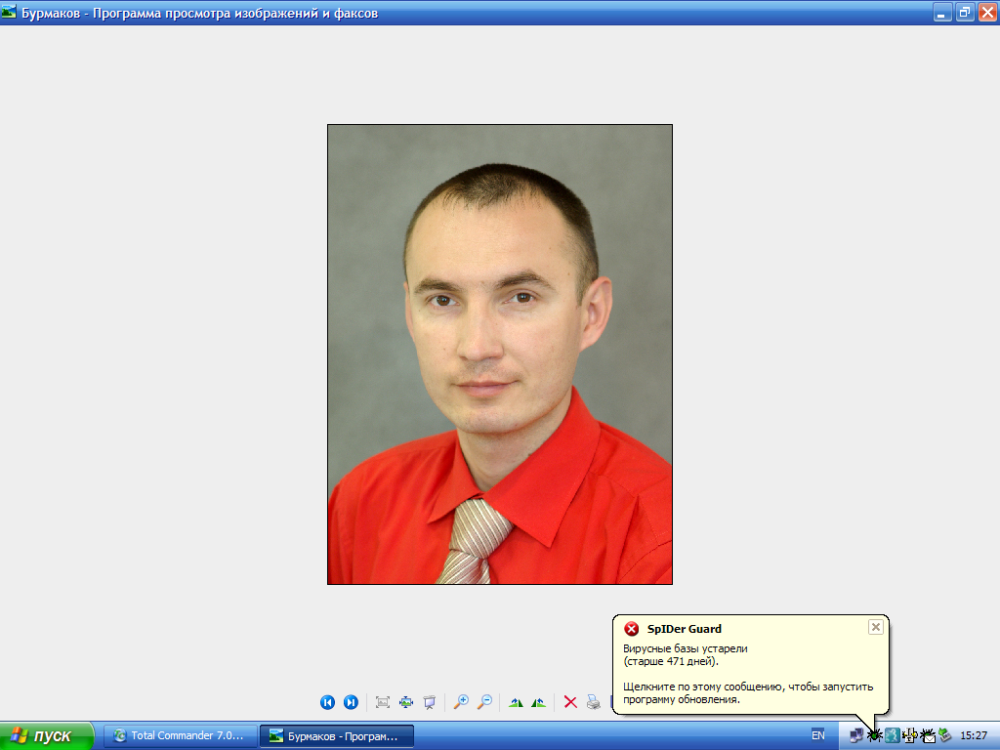 Бурмаков - Программа просмотра изображений и факсов
SpIDer Guard
Вирусные базы устарели
(старше 471 дней).
Щелкните по этому сообщению, чтобы запустить
программу обновления.
пуск
Total Commander 7.0...
Бурмаков - Програм...
EN
15:27